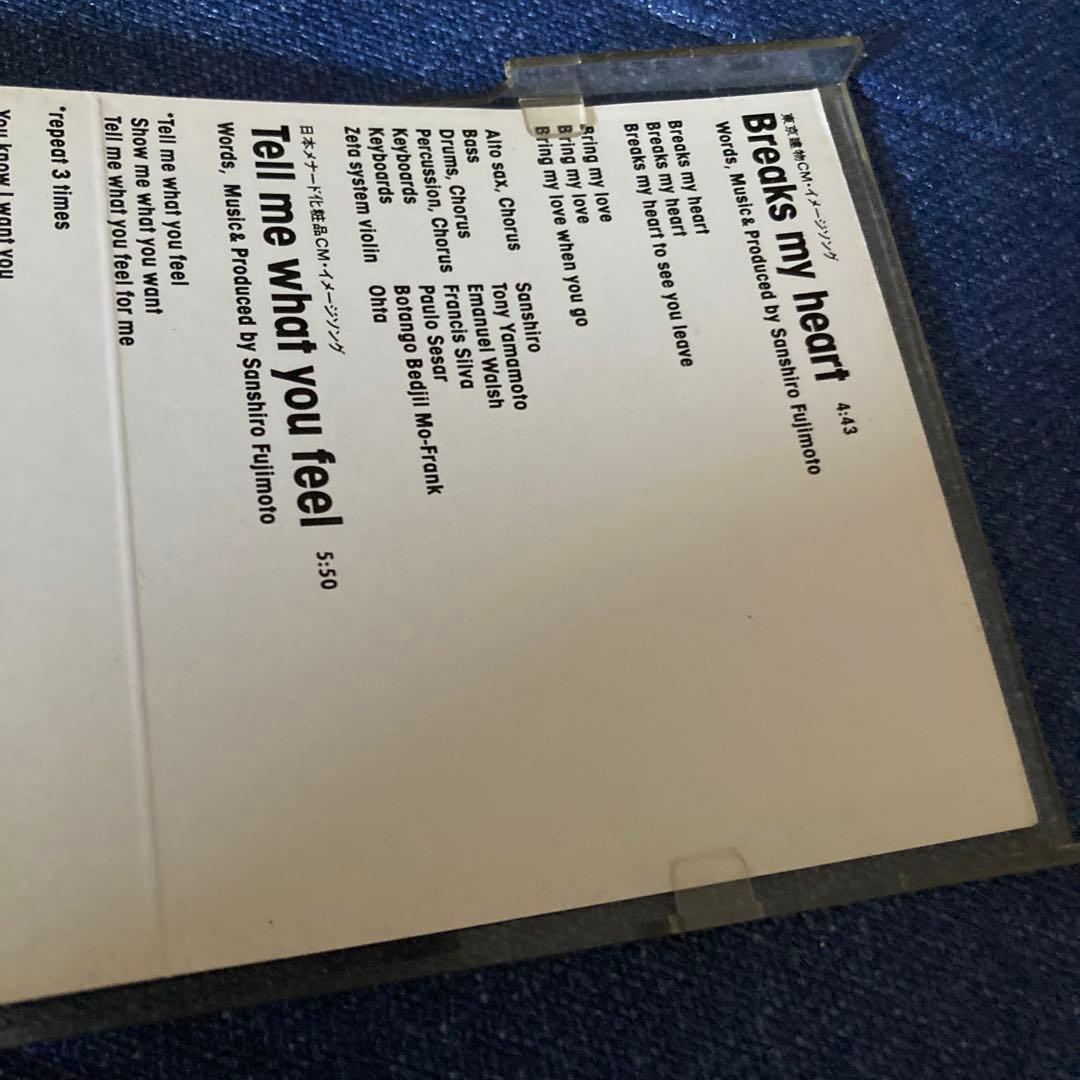 東京建物CM・イメージソング
Breaks my heart 4:43
Words, Music & Produced by Sanshiro Fujimoto
Breaks my heart
Breaks my heart
Breaks my heart to see you leave
Bring my love
Bring my love
Bring my love when you go
Alto sax, Chorus Sanshiro
Bass Tony Yamamoto
Drums, Chorus Emanuel Walsh
Percussion, Chorus Francis Silva
Keyboards Paulo Sesar
Keyboards Botango Bedjil Mo-Frank
Zeta system violin Ohta
日本メナード化粧品CM・イメージソング
Tell me what you feel 5:50
Words, Music & Produced by Sanshiro Fujimoto
*Tell me what you feel
Show me what you want
Tell me what you feel for me
*repeat 3 times
You know I want you